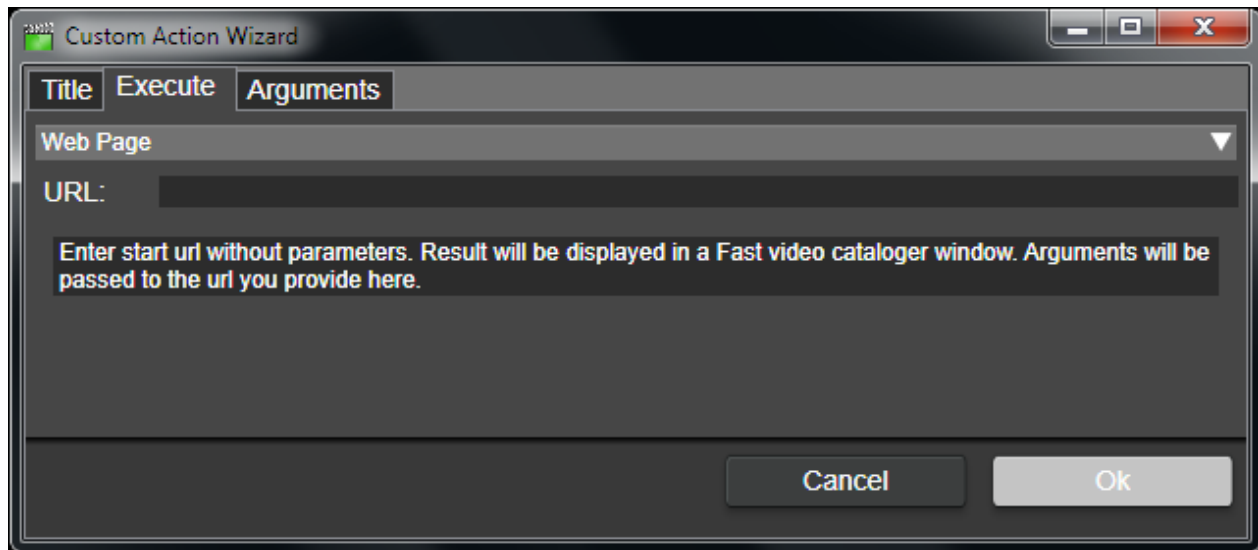 Custom Action Wizard
Title Execute Arguments
Web Page
URL:
Enter start url without parameters. Result will be displayed in a Fast video cataloger window. Arguments will be
passed to the url you provide here.
Cancel Ok